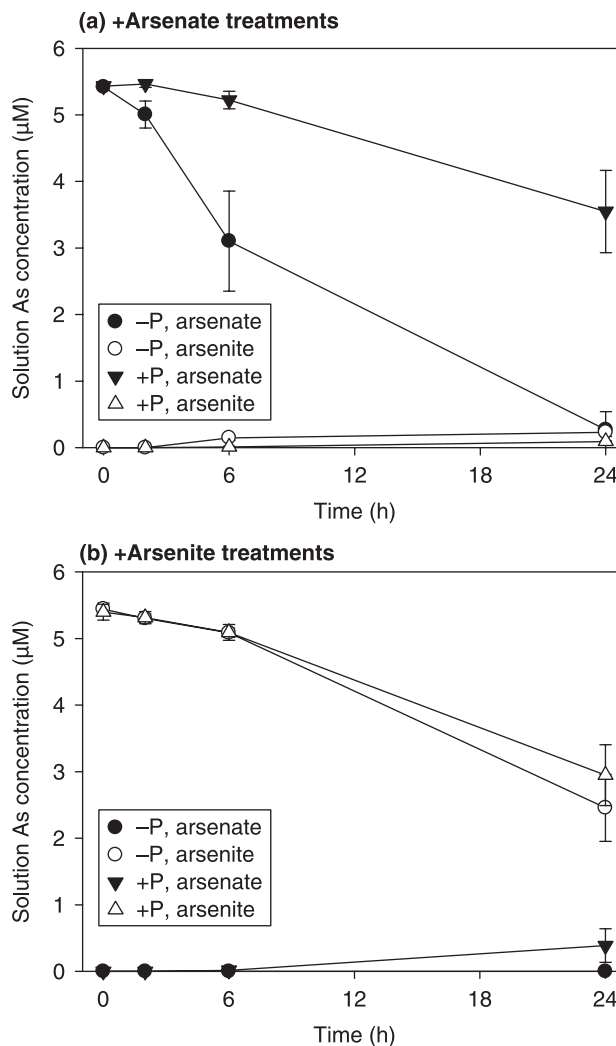 (a) +Arsenate treatments
6
5
4
3
2
1
0
Solution As concentration (µM)
–P, arsenate
–P, arsenite
+P, arsenate
+P, arsenite
0 6 12 18 24
Time (h)
(b) +Arsenite treatments
6
5
4
3
2
1
0
Solution As concentration (µM)
–P, arsenate
–P, arsenite
+P, arsenate
+P, arsenite
0 6 12 18 24
Time (h)